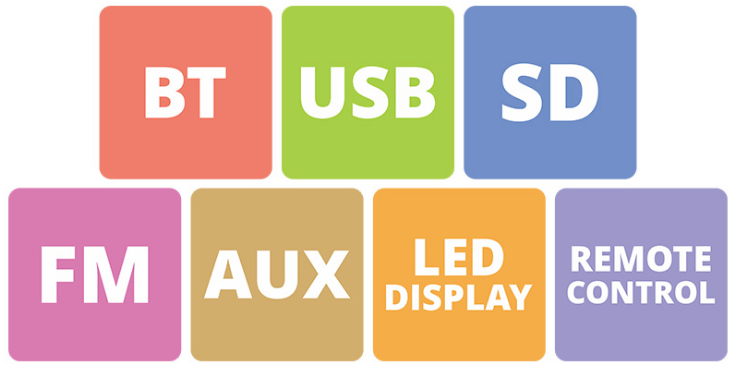 BT
USB
SD
FM
AUX
LED
DISPLAY
REMOTE
CONTROL